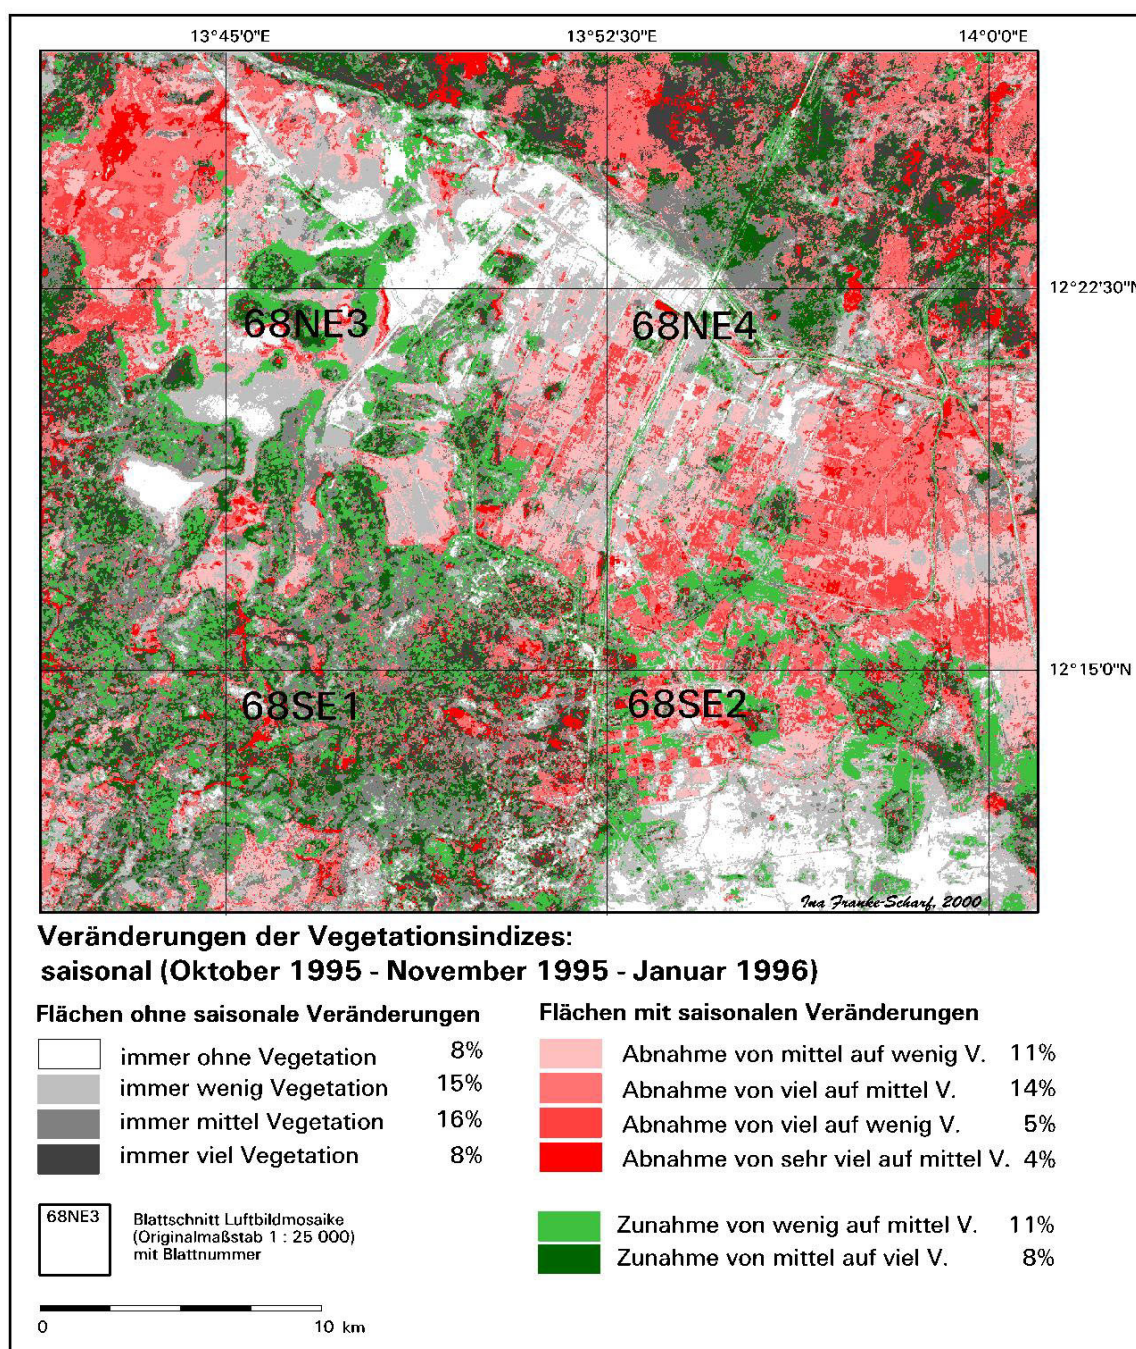 13°45'0"E 13°52'30"E 14°0'0"E
12°22'30"N
68NE3 68NE4
12°15'0"N
68SE1 68SE2
Ina Franke-Scharf, 2000
Veränderungen der Vegetationsindizes:
saisonal (Oktober 1995 - November 1995 - Januar 1996)
Flächen ohne saisonale Veränderungen
immer ohne Vegetation 8%
immer wenig Vegetation 15%
immer mittel Vegetation 16%
immer viel Vegetation 8%
Flächen mit saisonalen Veränderungen
Abnahme von mittel auf wenig V. 11%
Abnahme von viel auf mittel V. 14%
Abnahme von viel auf wenig V. 5%
Abnahme von sehr viel auf mittel V. 4%
Zunahme von wenig auf mittel V. 11%
Zunahme von mittel auf viel V. 8%
68NE3
Blattschnitt Luftbildmosaike
(Originalmaßstab 1 : 25 000)
mit Blattnummer
0 10 km